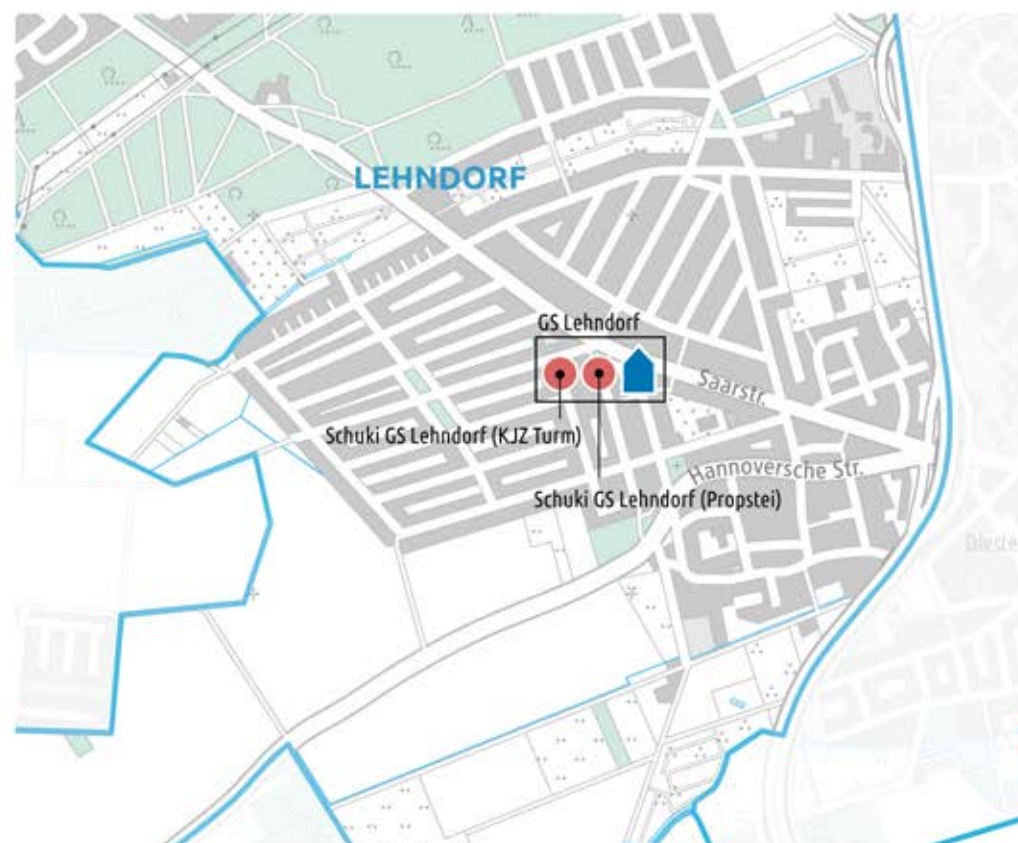 LEHNDORF
GS Lehndorf
Saarstr.
Schuki GS Lehndorf (KJZ Turm)
Hannoversche Str.
Schuki GS Lehndorf (Propstei)